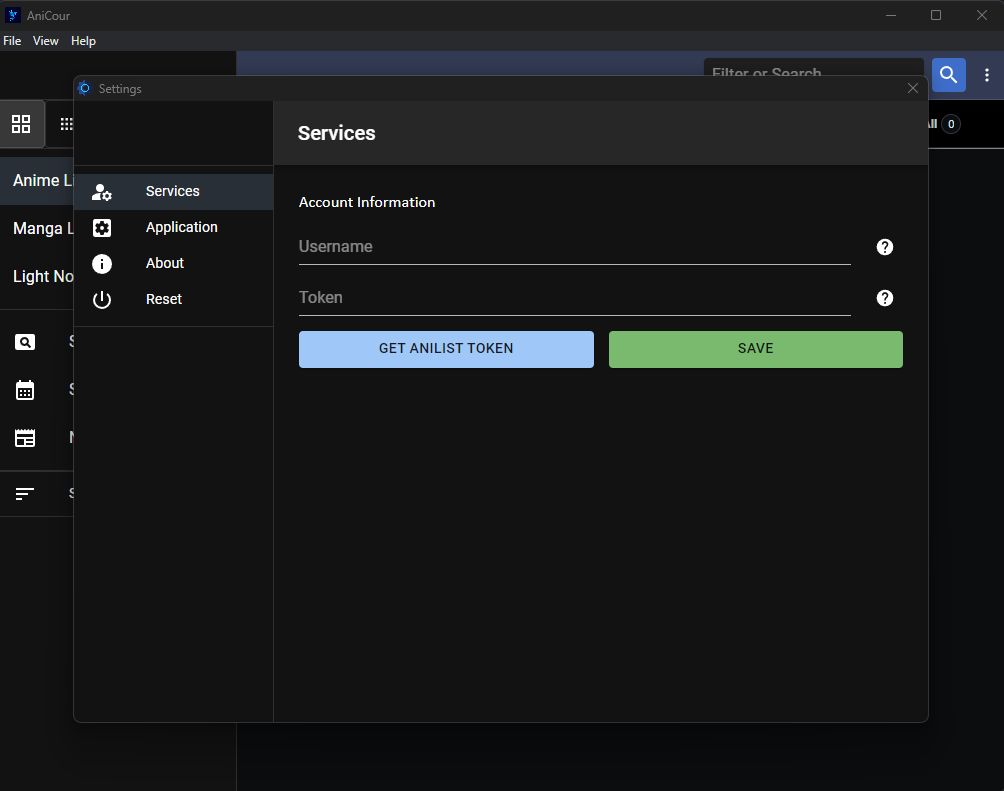 AniCour
File View Help
Filter or Search
Settings
All 0
Services
Anime Li
Manga L
Light No
Services
Application
About
Reset
Account Information
Username
Token
GET ANILIST TOKEN
SAVE
S
S
N
S